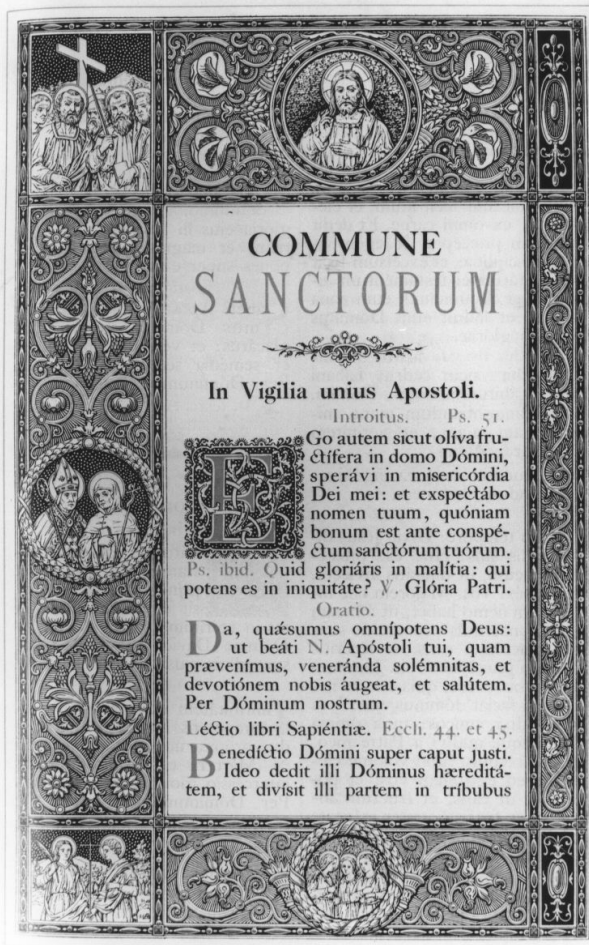 COMMUNE
SANCTORUM
In Vigilia unius Apostoli.
Introitus. Ps. 51.
EGo autem sicut olíva fru-
ctífera in domo Dómini,
sperávi in misericórdia
Dei mei: et exspectábo
nomen tuum, quóniam
bonum est ante conspé-
ctum sanctórum tuórum.
Ps. ibid. Quid gloriáris in malítia: qui
potens es in iniquitáte? ℣. Glória Patri.
Oratio.
Da, quǽsumus omnípotens Deus:
ut beáti N. Apóstoli tui, quam
prævenímus, veneránda solémnitas, et
devotiónem nobis áugeat, et salútem.
Per Dóminum nostrum.
Léctio libri Sapiéntiæ. Eccli. 44. et 45.
Benedíctio Dómini super caput justi.
Ideo dedit illi Dóminus hæreditá-
tem, et divísit illi partem in tríbubus